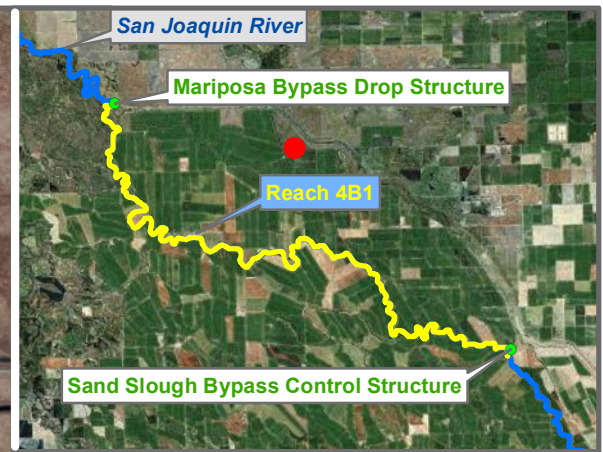 San Joaquin River
Mariposa Bypass Drop Structure
Reach 4B1
Sand Slough Bypass Control Structure